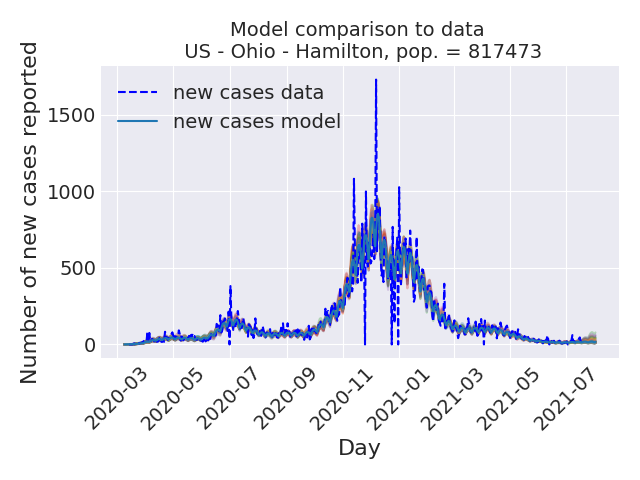 Model comparison to data
US - Ohio - Hamilton, pop. = 817473
Number of new cases reported
1500
1000
500
0
new cases data
new cases model
2020-03
2020-05
2020-07
2020-09
2020-11
2021-01
2021-03
2021-05
2021-07
Day